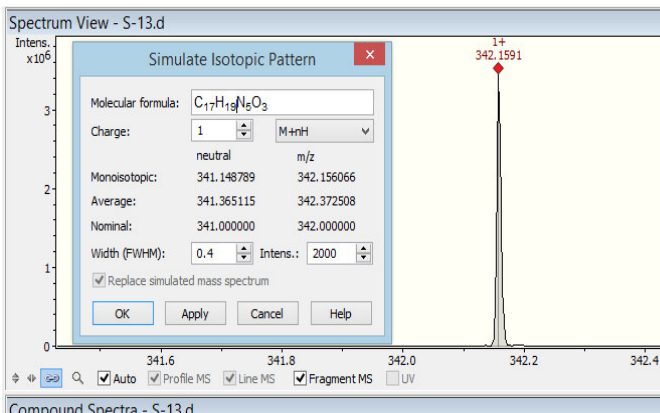 Spectrum View - S-13.d
Intens.
x10⁶
1+
342.1591
3
2
1
0
341.6 341.8 342.0 342.2 342.4
Simulate Isotopic Pattern
Molecular formula: C₁₇H₁₉N₅O₃
Charge: 1 M+nH
neutral m/z
Monoisotopic: 341.148789 342.156066
Average: 341.365115 342.372508
Nominal: 341.000000 342.000000
Width (FWHM): 0.4 Intens.: 2000
Replace simulated mass spectrum
OK Apply Cancel Help
Auto Profile MS Line MS Fragment MS UV
Compound Spectra - S-13.d